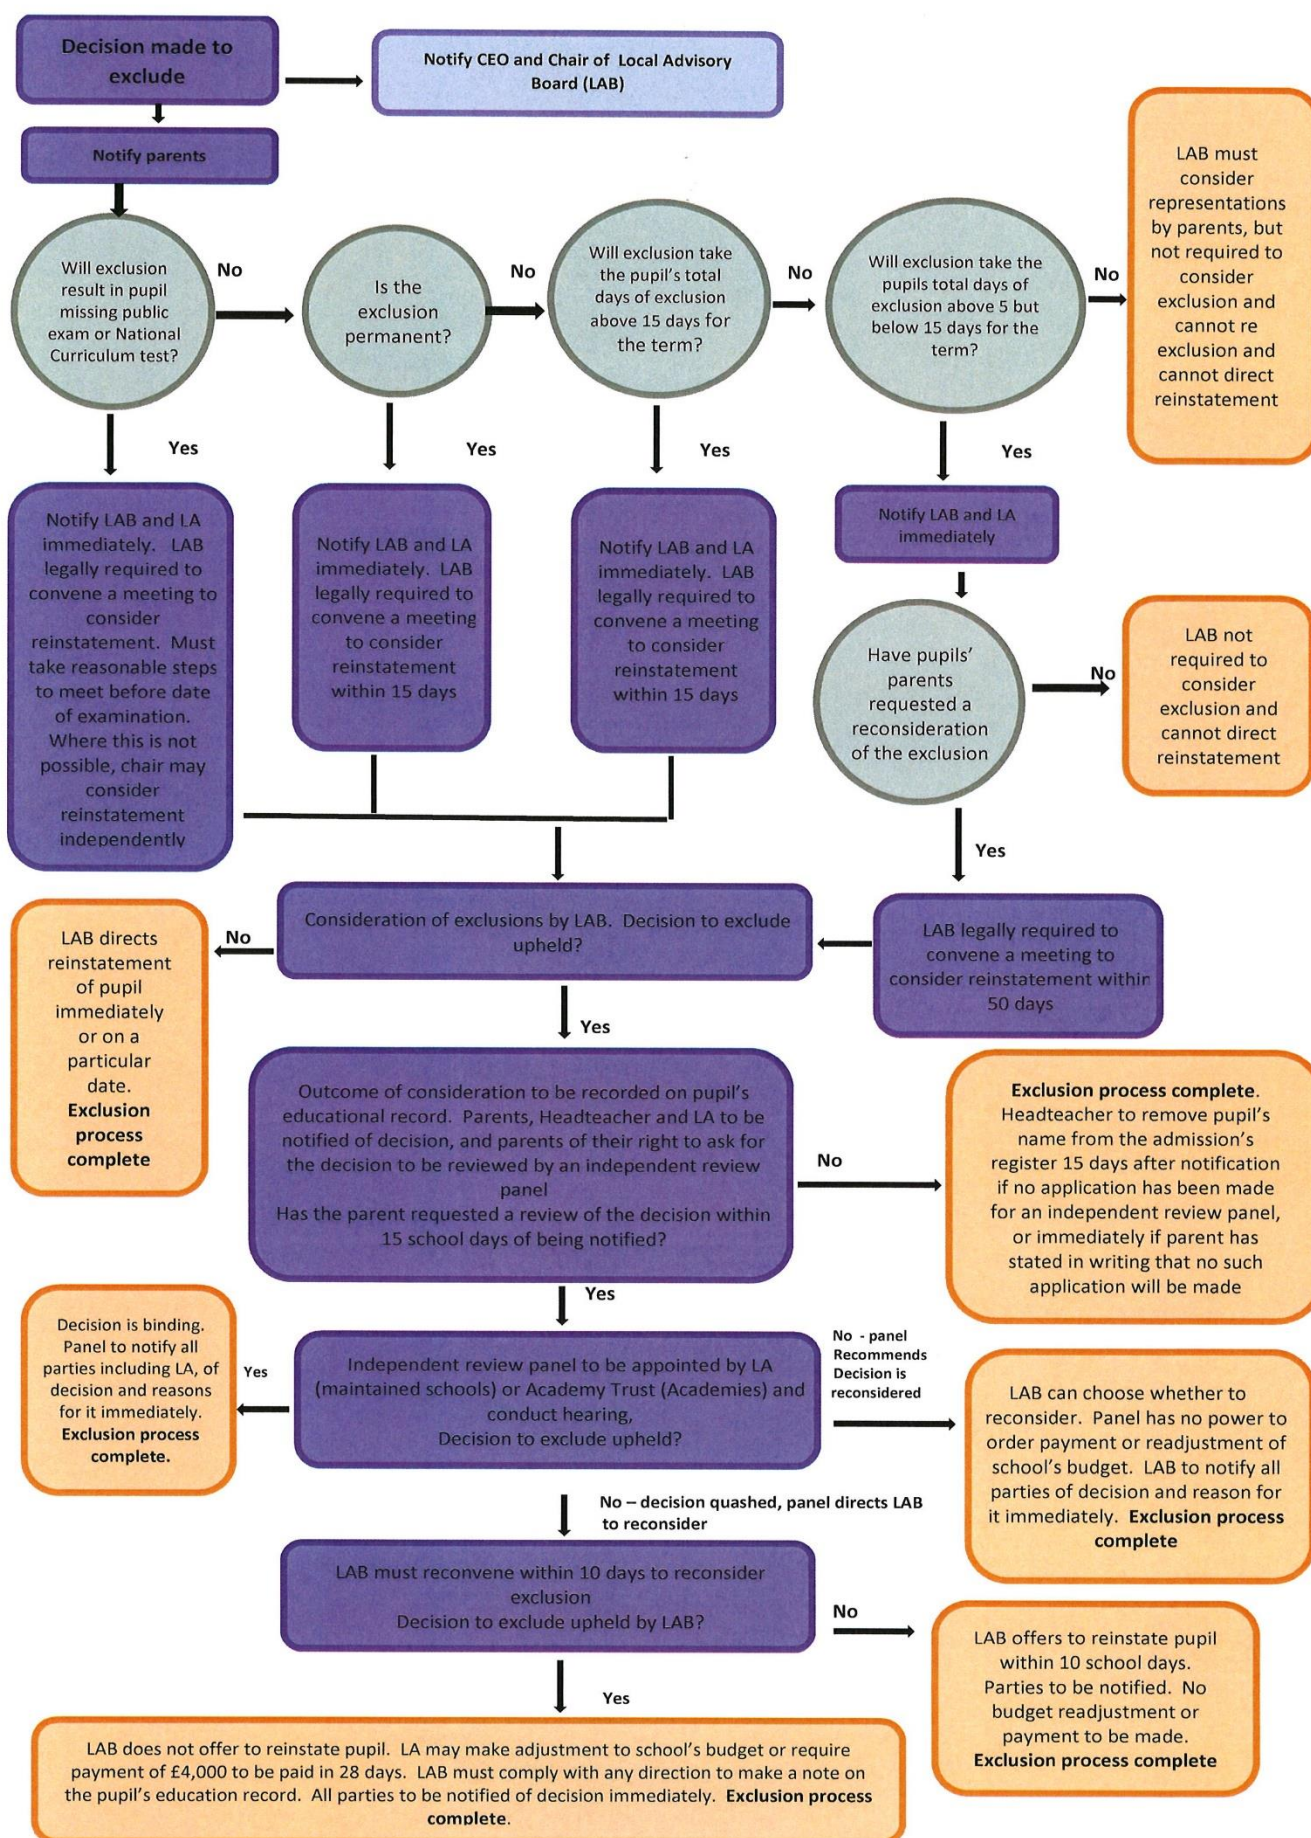 Decision made to
exclude
Notify CEO and Chair of Local Advisory
Board (LAB)
Notify parents
Will exclusion
result in pupil
missing public
exam or National
Curriculum test?
No
Is the
exclusion
permanent?
No
Will exclusion take
the pupil's total
days of exclusion
above 15 days for
the term?
No
Will exclusion take the
pupils total days of
exclusion above 5 but
below 15 days for the
term?
No
LAB must
consider
representations
by parents, but
not required to
consider
exclusion and
cannot re
exclusion and
cannot direct
reinstatement
Yes
Yes
Yes
Yes
Notify LAB and LA
immediately. LAB
legally required to
convene a meeting to
consider
reinstatement. Must
take reasonable steps
to meet before date
of examination.
Where this is not
possible, chair may
consider
reinstatement
independently
Notify LAB and LA
immediately. LAB
legally required to
convene a meeting
to consider
reinstatement
within 15 days
Notify LAB and LA
immediately. LAB
legally required to
convene a meeting
to consider
reinstatement
within 15 days
Notify LAB and LA
immediately
Have pupils'
parents
requested a
reconsideration
of the exclusion
No
LAB not
required to
consider
exclusion and
cannot direct
reinstatement
Yes
LAB legally required to
convene a meeting to
consider reinstatement within
50 days
Consideration of exclusions by LAB. Decision to exclude
upheld?
No
LAB directs
reinstatement
of pupil
immediately
or on a
particular
date.
Exclusion
process
complete
Yes
Outcome of consideration to be recorded on pupil's
educational record. Parents, Headteacher and LA to be
notified of decision, and parents of their right to ask for
the decision to be reviewed by an independent review
panel
Has the parent requested a review of the decision within
15 school days of being notified?
No
Exclusion process complete.
Headteacher to remove pupil's
name from the admission's
register 15 days after notification
if no application has been made
for an independent review panel,
or immediately if parent has
stated in writing that no such
application will be made
Yes
Independent review panel to be appointed by LA
(maintained schools) or Academy Trust (Academies) and
conduct hearing,
Decision to exclude upheld?
Yes
Decision is binding.
Panel to notify all
parties including LA, of
decision and reasons
for it immediately.
Exclusion process
complete.
No - panel
Recommends
Decision is
reconsidered
LAB can choose whether to
reconsider. Panel has no power to
order payment or readjustment of
school's budget. LAB to notify all
parties of decision and reason for
it immediately. Exclusion process
complete
No – decision quashed, panel directs LAB
to reconsider
LAB must reconvene within 10 days to reconsider
exclusion
Decision to exclude upheld by LAB?
No
LAB offers to reinstate pupil
within 10 school days.
Parties to be notified. No
budget readjustment or
payment to be made.
Exclusion process complete
Yes
LAB does not offer to reinstate pupil. LA may make adjustment to school's budget or require
payment of £4,000 to be paid in 28 days. LAB must comply with any direction to make a note on
the pupil's education record. All parties to be notified of decision immediately. Exclusion process
complete.